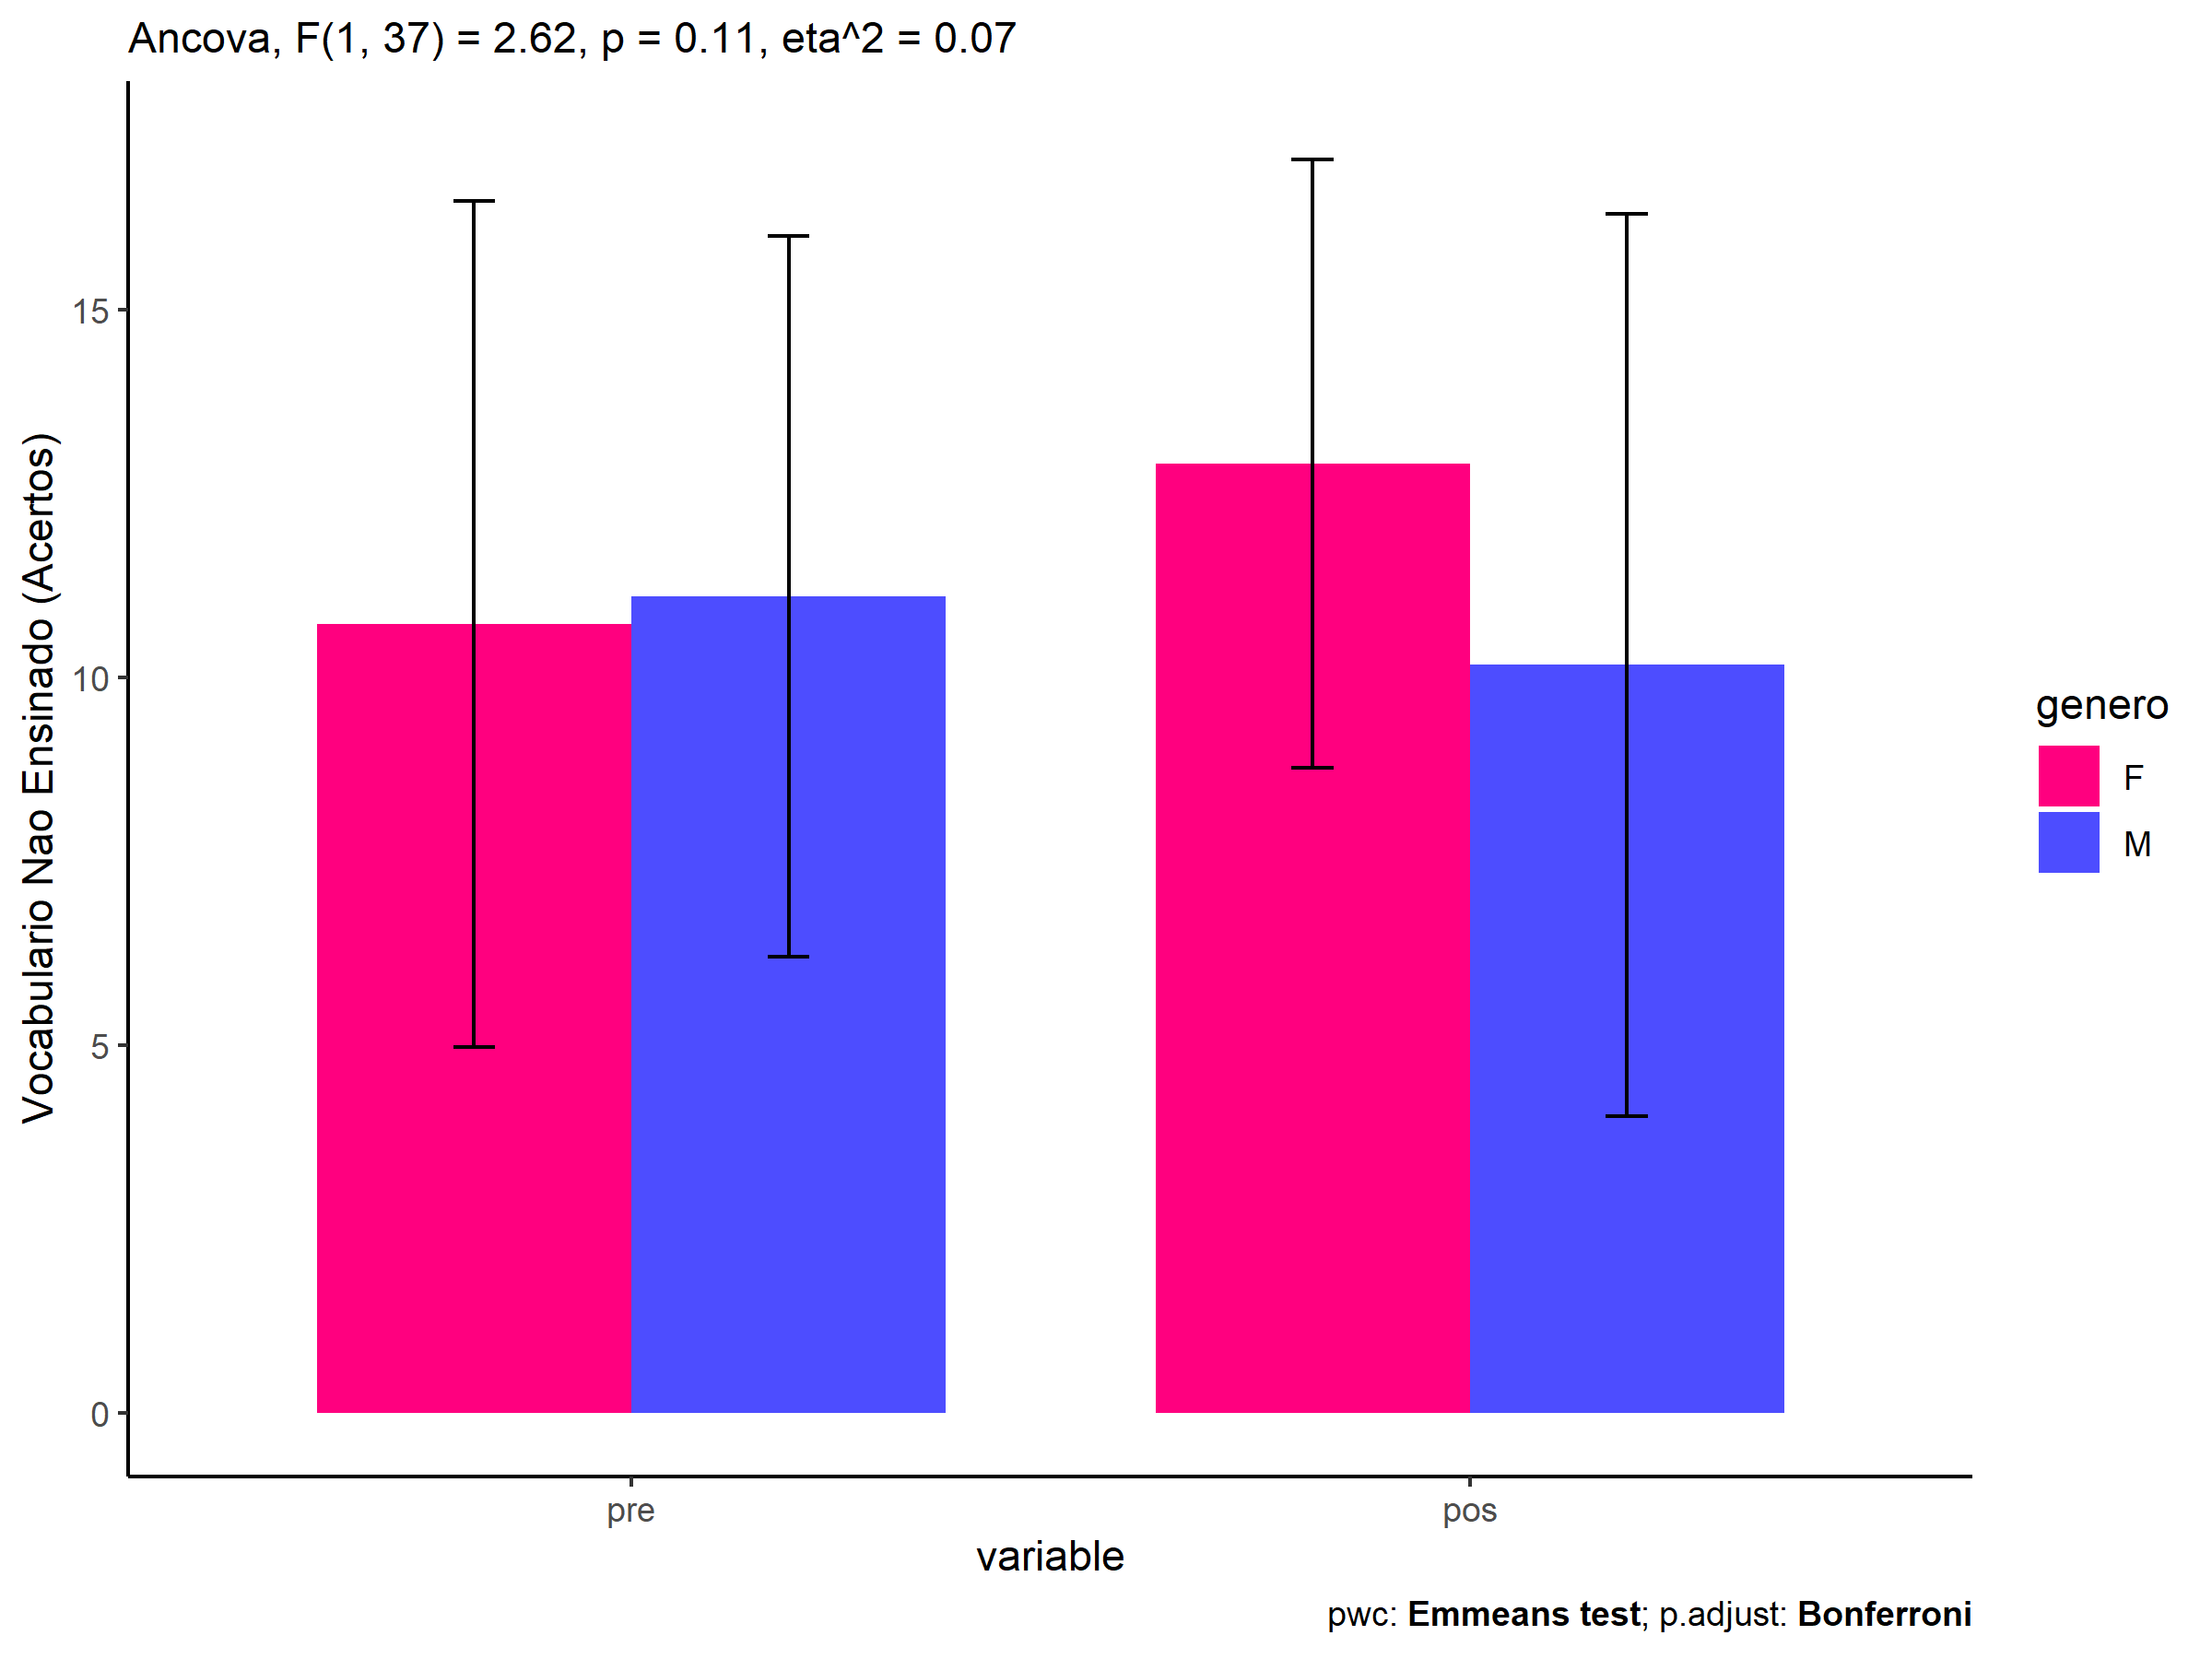 Ancova, F(1, 37) = 2.62, p = 0.11, eta^2 = 0.07
Vocabulario Nao Ensinado (Acertos)
15
10
5
0
pre
pos
variable
genero
F
M
pwc: Emmeans test; p.adjust: Bonferroni